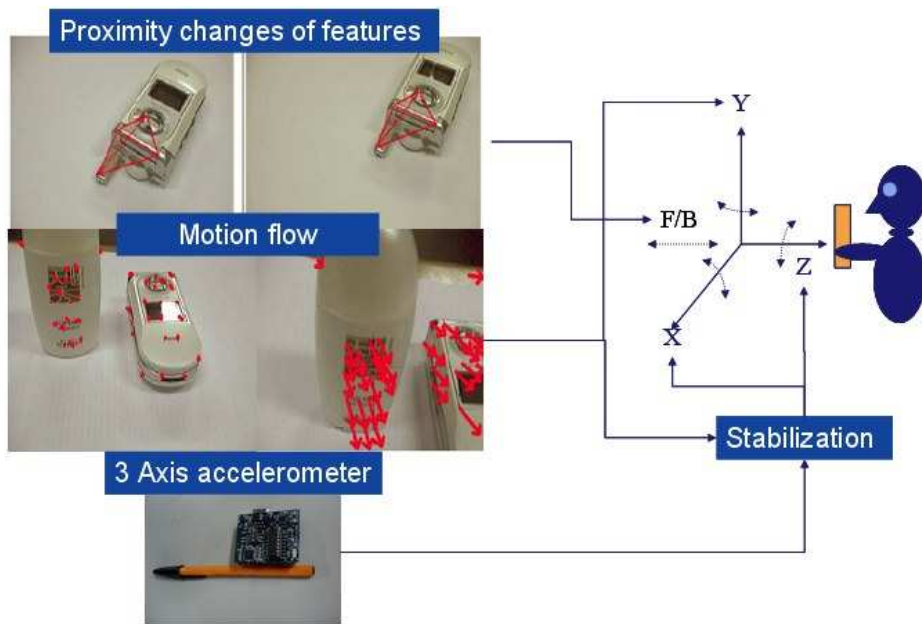 Proximity changes of features
Motion flow
3 Axis accelerometer
Y
F/B
Z
X
Stabilization